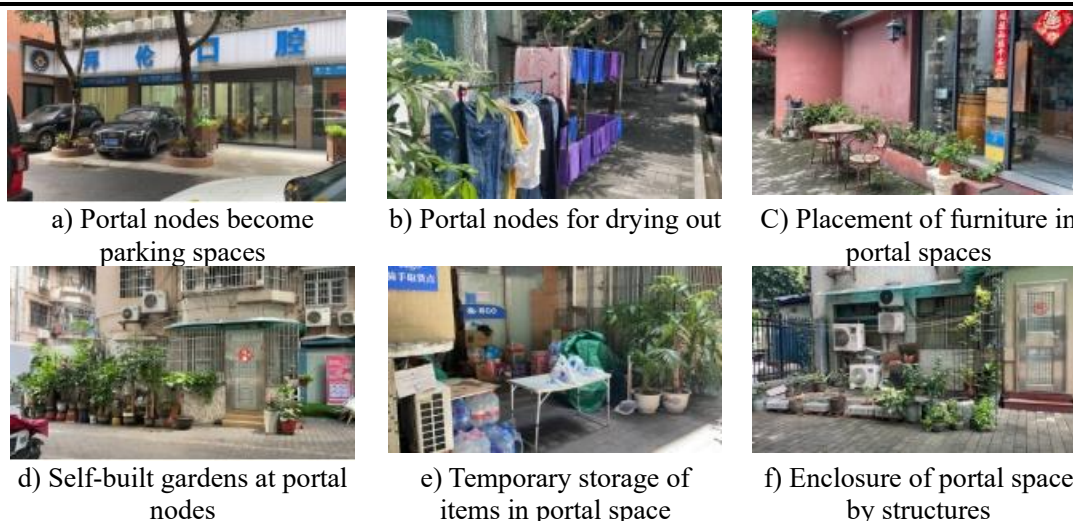 拜伦口腔
a) Portal nodes become
parking spaces
b) Portal nodes for drying out
C) Placement of furniture in
portal spaces
d) Self-built gardens at portal
nodes
e) Temporary storage of
items in portal space
f) Enclosure of portal space
by structures